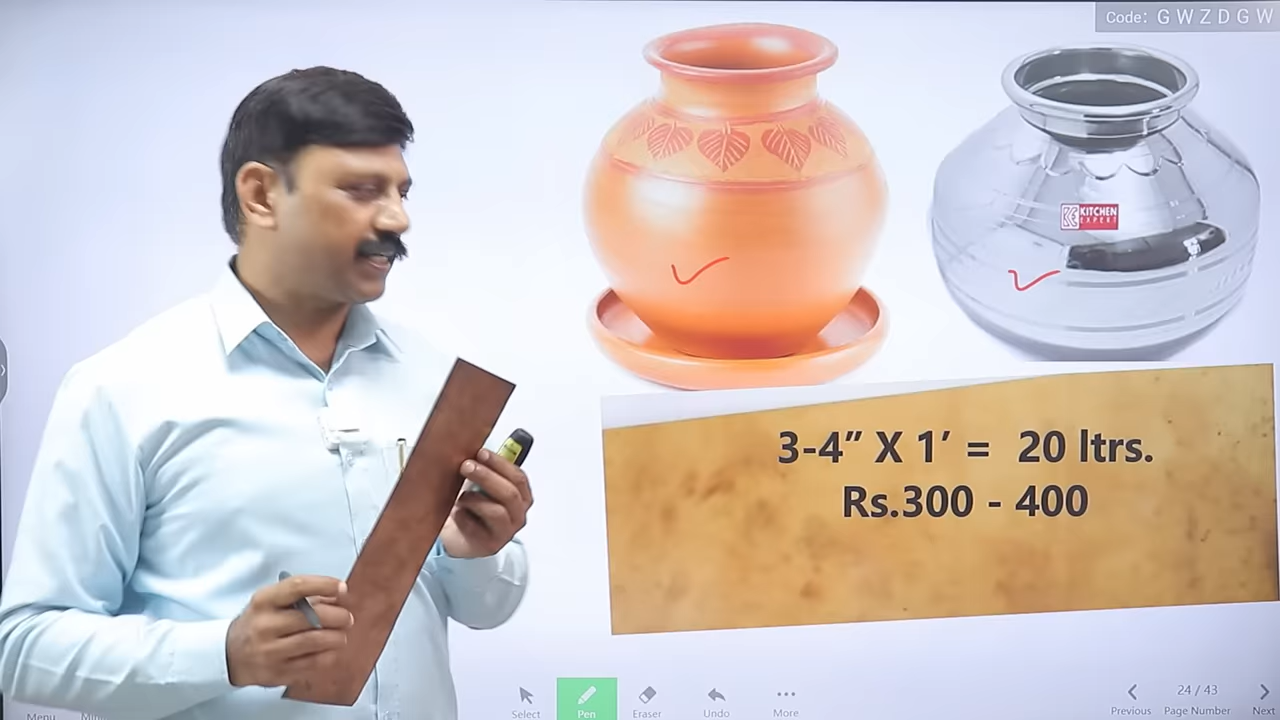 Code: G W Z D G W
KITCHEN
EXPERT
3-4” X 1’ = 20 ltrs.
Rs.300 - 400
Menu
Select
Pen
Eraser
Undo
More
Previous
24 / 43
Page Number
Next